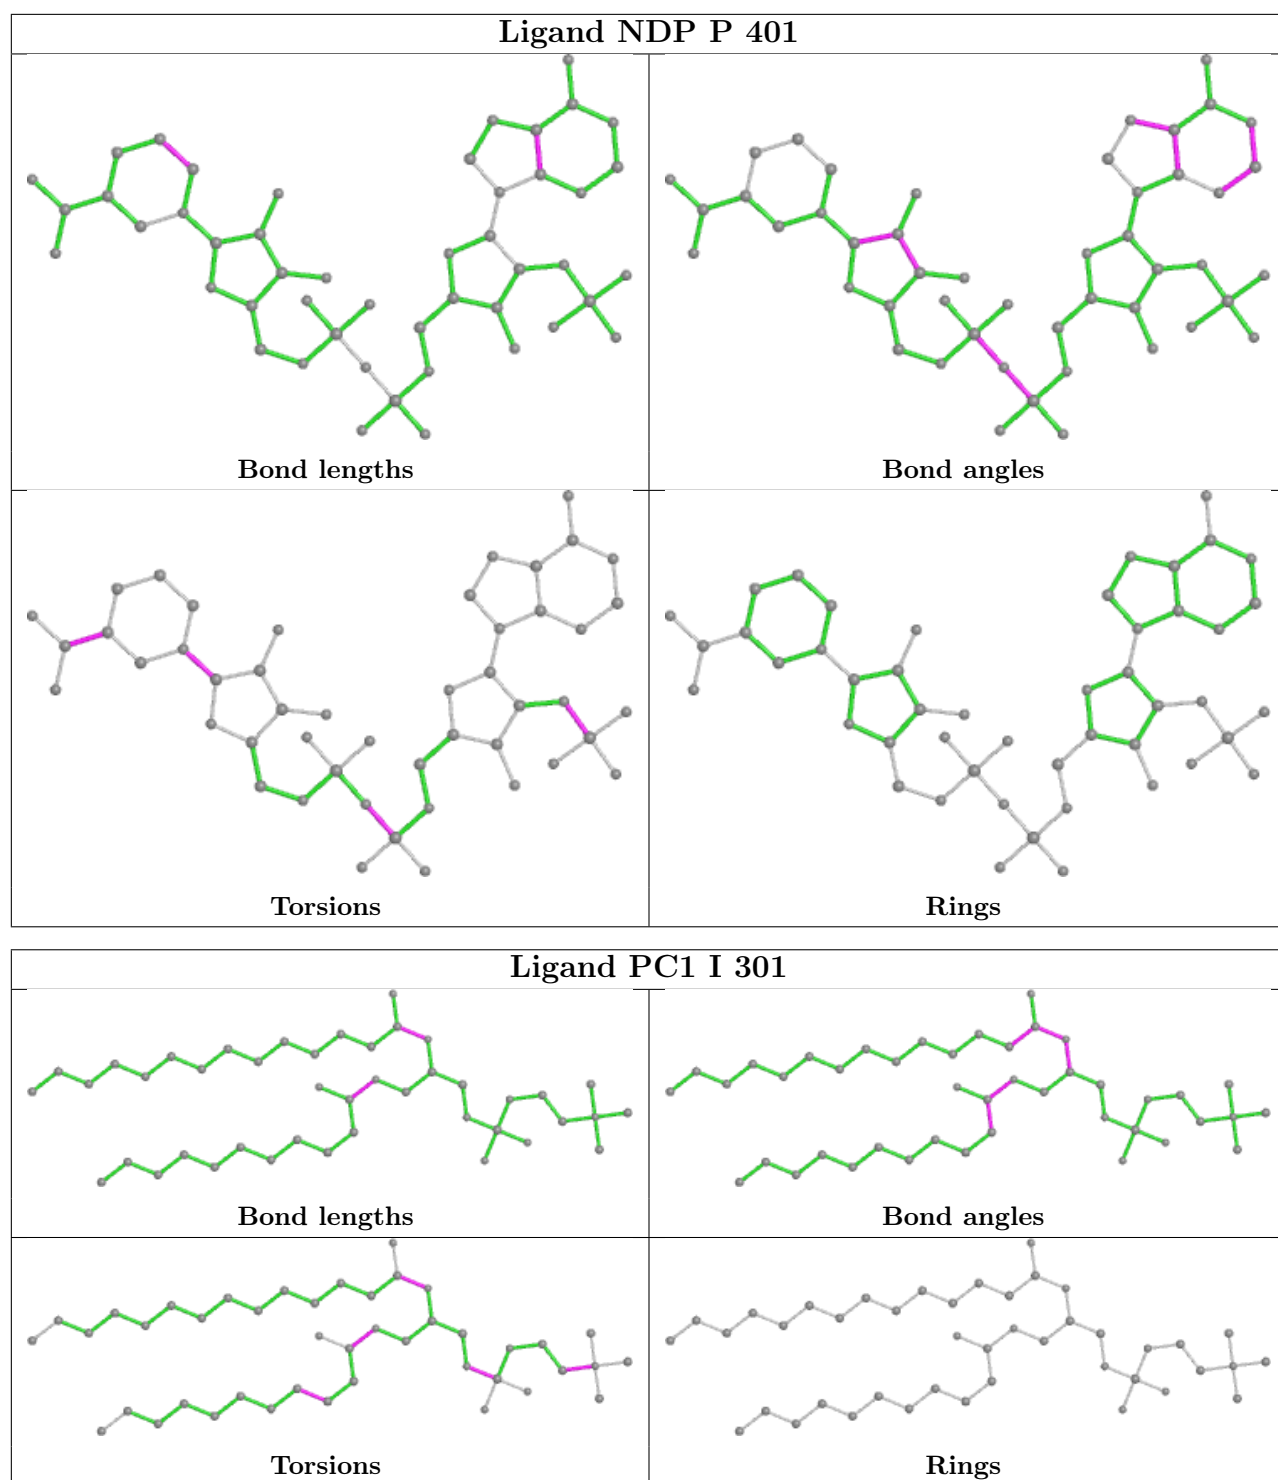 Ligand NDP P 401
Bond lengths
Bond angles
Torsions
Rings
Ligand PC1 I 301
Bond lengths
Bond angles
Torsions
Rings